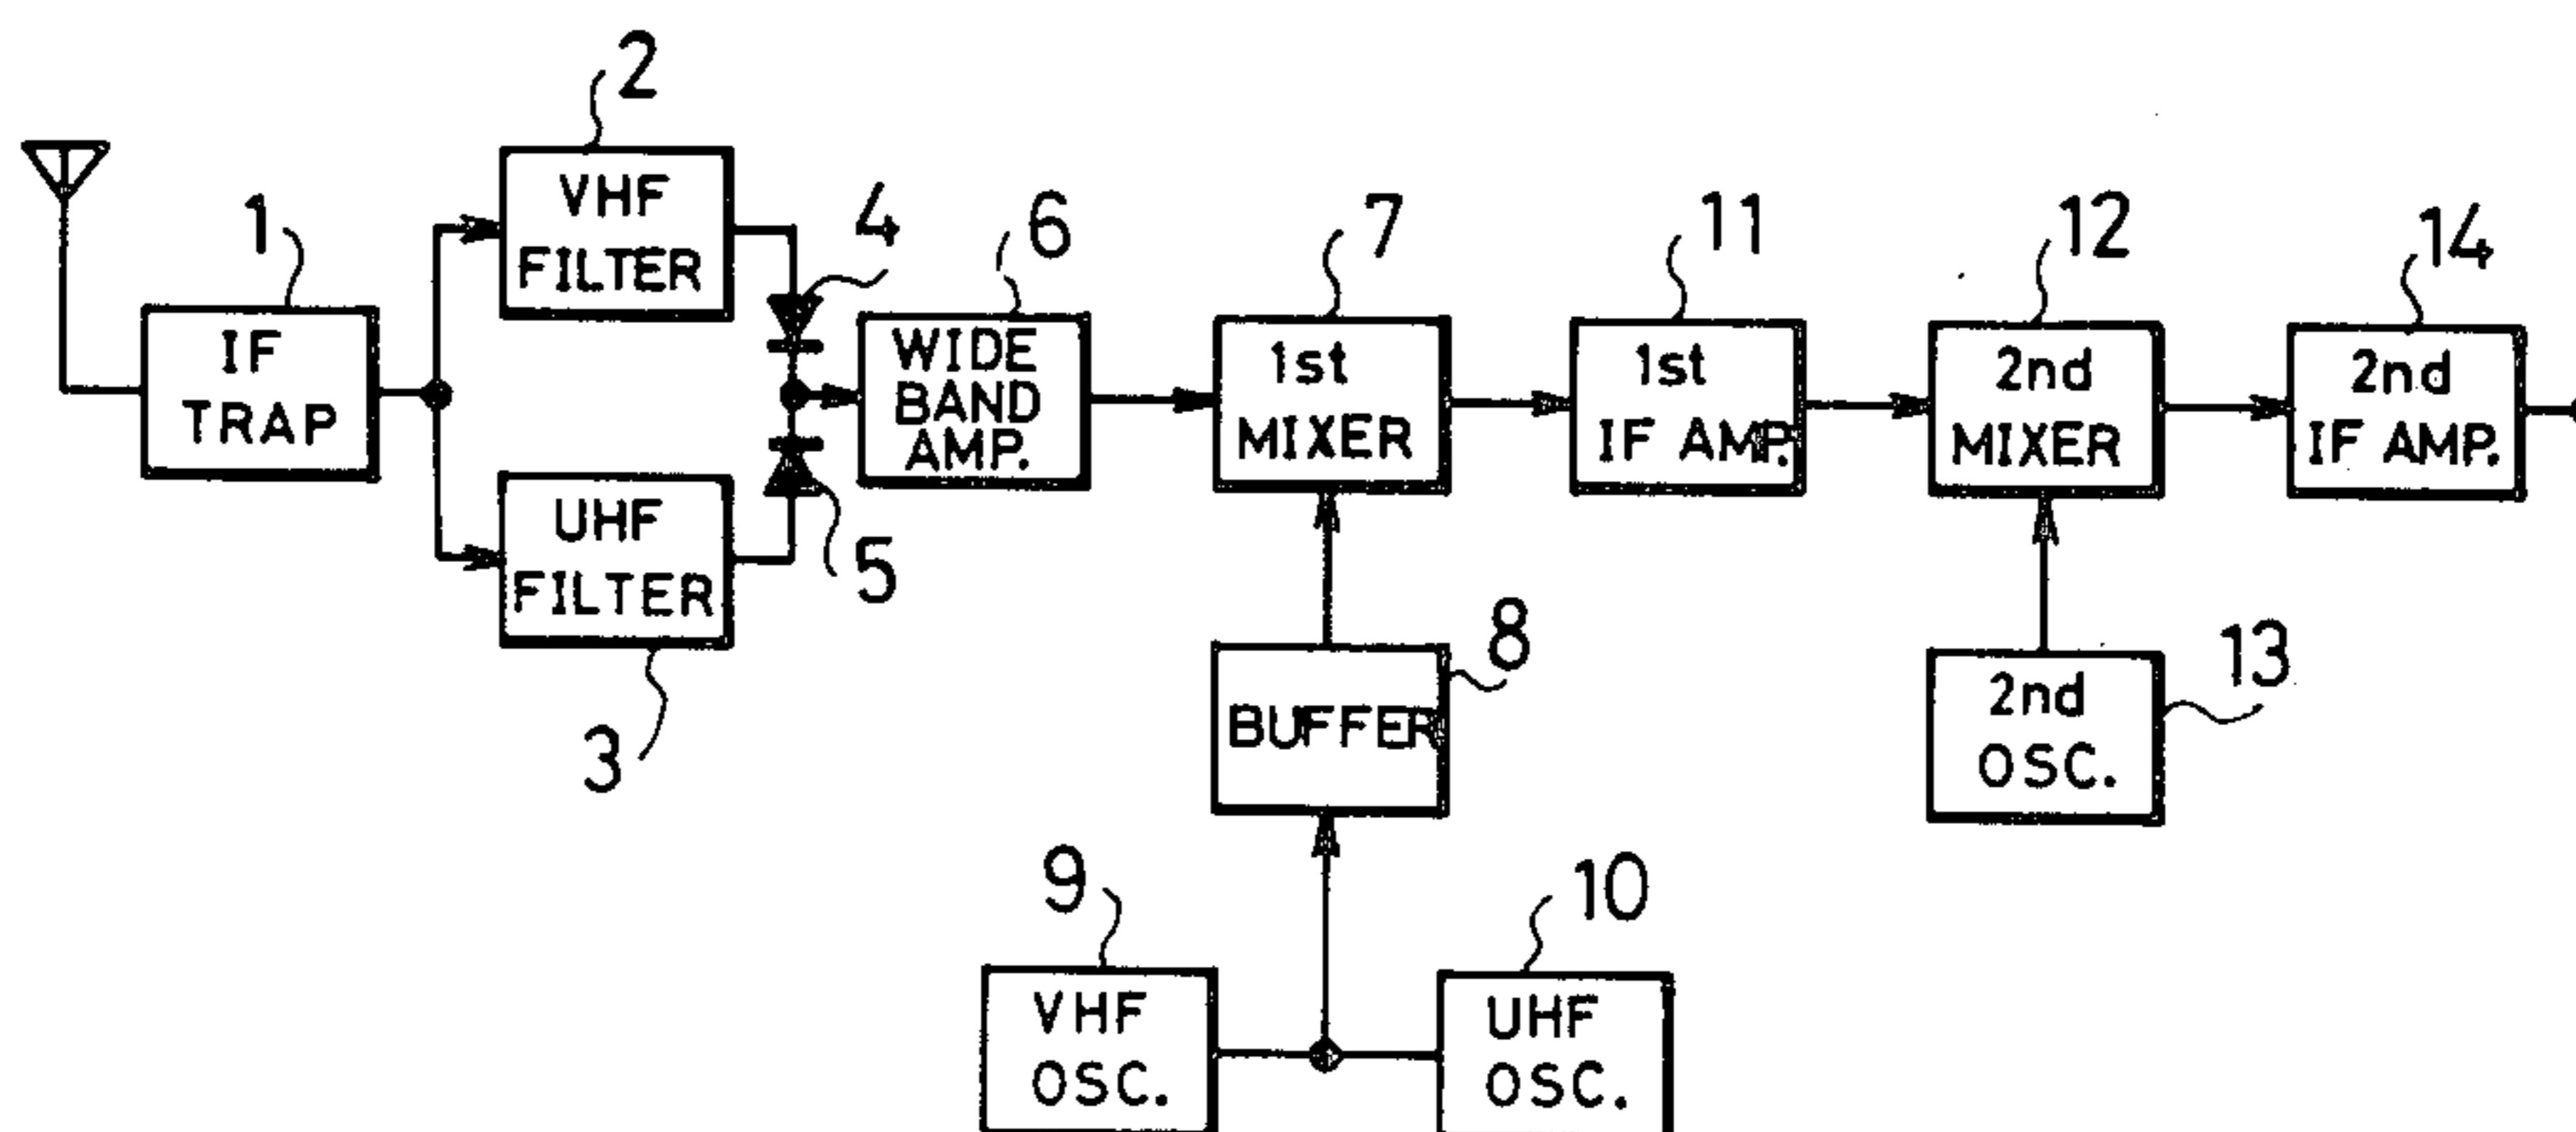 2
VHF
FILTER
1
IF
TRAP
4
6
WIDE
BAND
AMP.
7
1st
MIXER
11
1st
IF AMP.
12
2nd
MIXER
14
2nd
IF AMP.
UHF
FILTER
3
5
8
BUFFER
13
2nd
OSC.
9
VHF
OSC.
10
UHF
OSC.